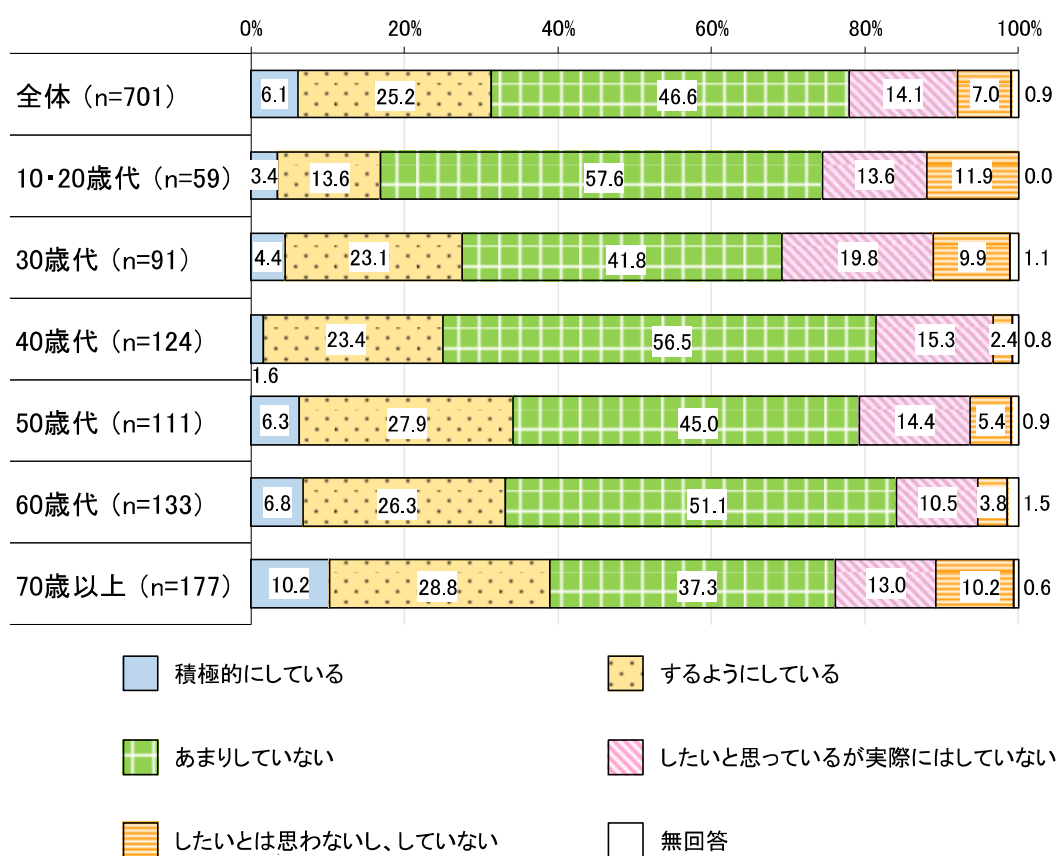 0% 20% 40% 60% 80% 100%
全体 (n=701) 6.1 25.2 46.6 14.1 7.0 0.9
10・20歳代 (n=59) 3.4 13.6 57.6 13.6 11.9 0.0
30歳代 (n=91) 4.4 23.1 41.8 19.8 9.9 1.1
40歳代 (n=124) 23.4 56.5 15.3 2.4 0.8
1.6
50歳代 (n=111) 6.3 27.9 45.0 14.4 5.4 0.9
60歳代 (n=133) 6.8 26.3 51.1 10.5 3.8 1.5
70歳以上 (n=177) 10.2 28.8 37.3 13.0 10.2 0.6
積極的にしている するようにしている
あまりしていない したいと思っているが実際にはしていない
したいとは思わないし、していない 無回答